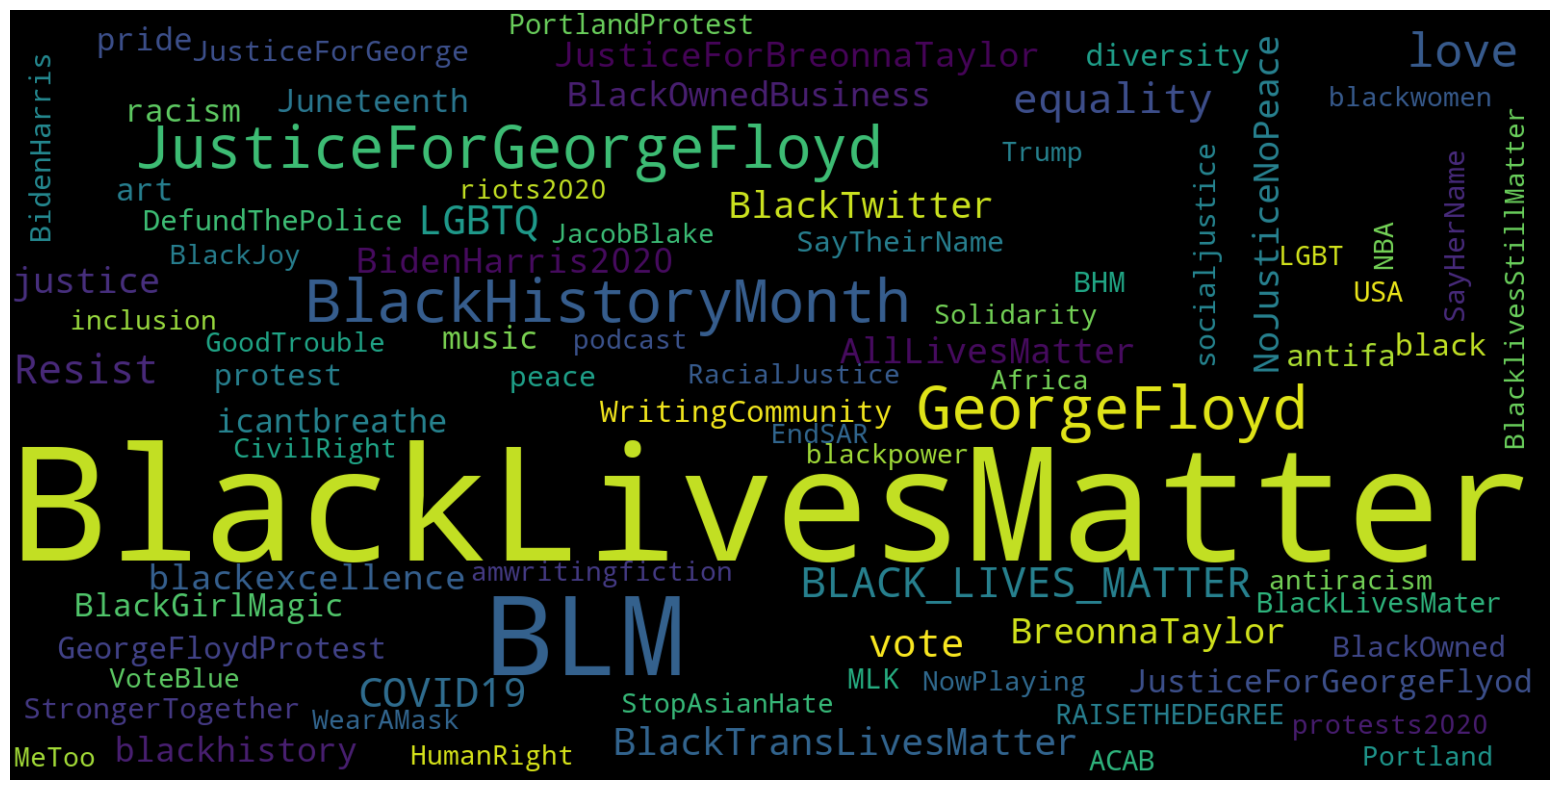 PortlandProtest
pride
JusticeForGeorge
JusticeForBreonnaTaylor
diversity
love
BidenHarris
racism
Juneteenth
BlackOwnedBusiness
equality
NoJusticeNoPeace
blackwomen
JusticeForGeorgeFloyd
Trump
art
riots2020
BlackTwitter
socialjustice
SayHerName
BlacklivesStillMatter
DefundThePolice
LGBTQ
JacobBlake
SayTheirName
BlackJoy
BidenHarris2020
LGBT
NBA
justice
BlackHistoryMonth
BHM
USA
inclusion
GoodTrouble
music
podcast
Solidarity
AllLivesMatter
antifa
black
Resist
protest
peace
RacialJustice
Africa
icantbreathe
WritingCommunity
GeorgeFloyd
CivilRight
EndSAR
blackpower
BlackLivesMatter
blackexcellence
amwritingfiction
BLACK_LIVES_MATTER
antiracism
BlackGirlMagic
BLM
BlackLivesMater
GeorgeFloydProtest
vote
BreonnaTaylor
BlackOwned
VoteBlue
COVID19
MLK
NowPlaying
JusticeForGeorgeFlyod
StrongerTogether
WearAMask
StopAsianHate
RAISETHEDEGREE
protests2020
MeToo
blackhistory
HumanRight
BlackTransLivesMatter
ACAB
Portland